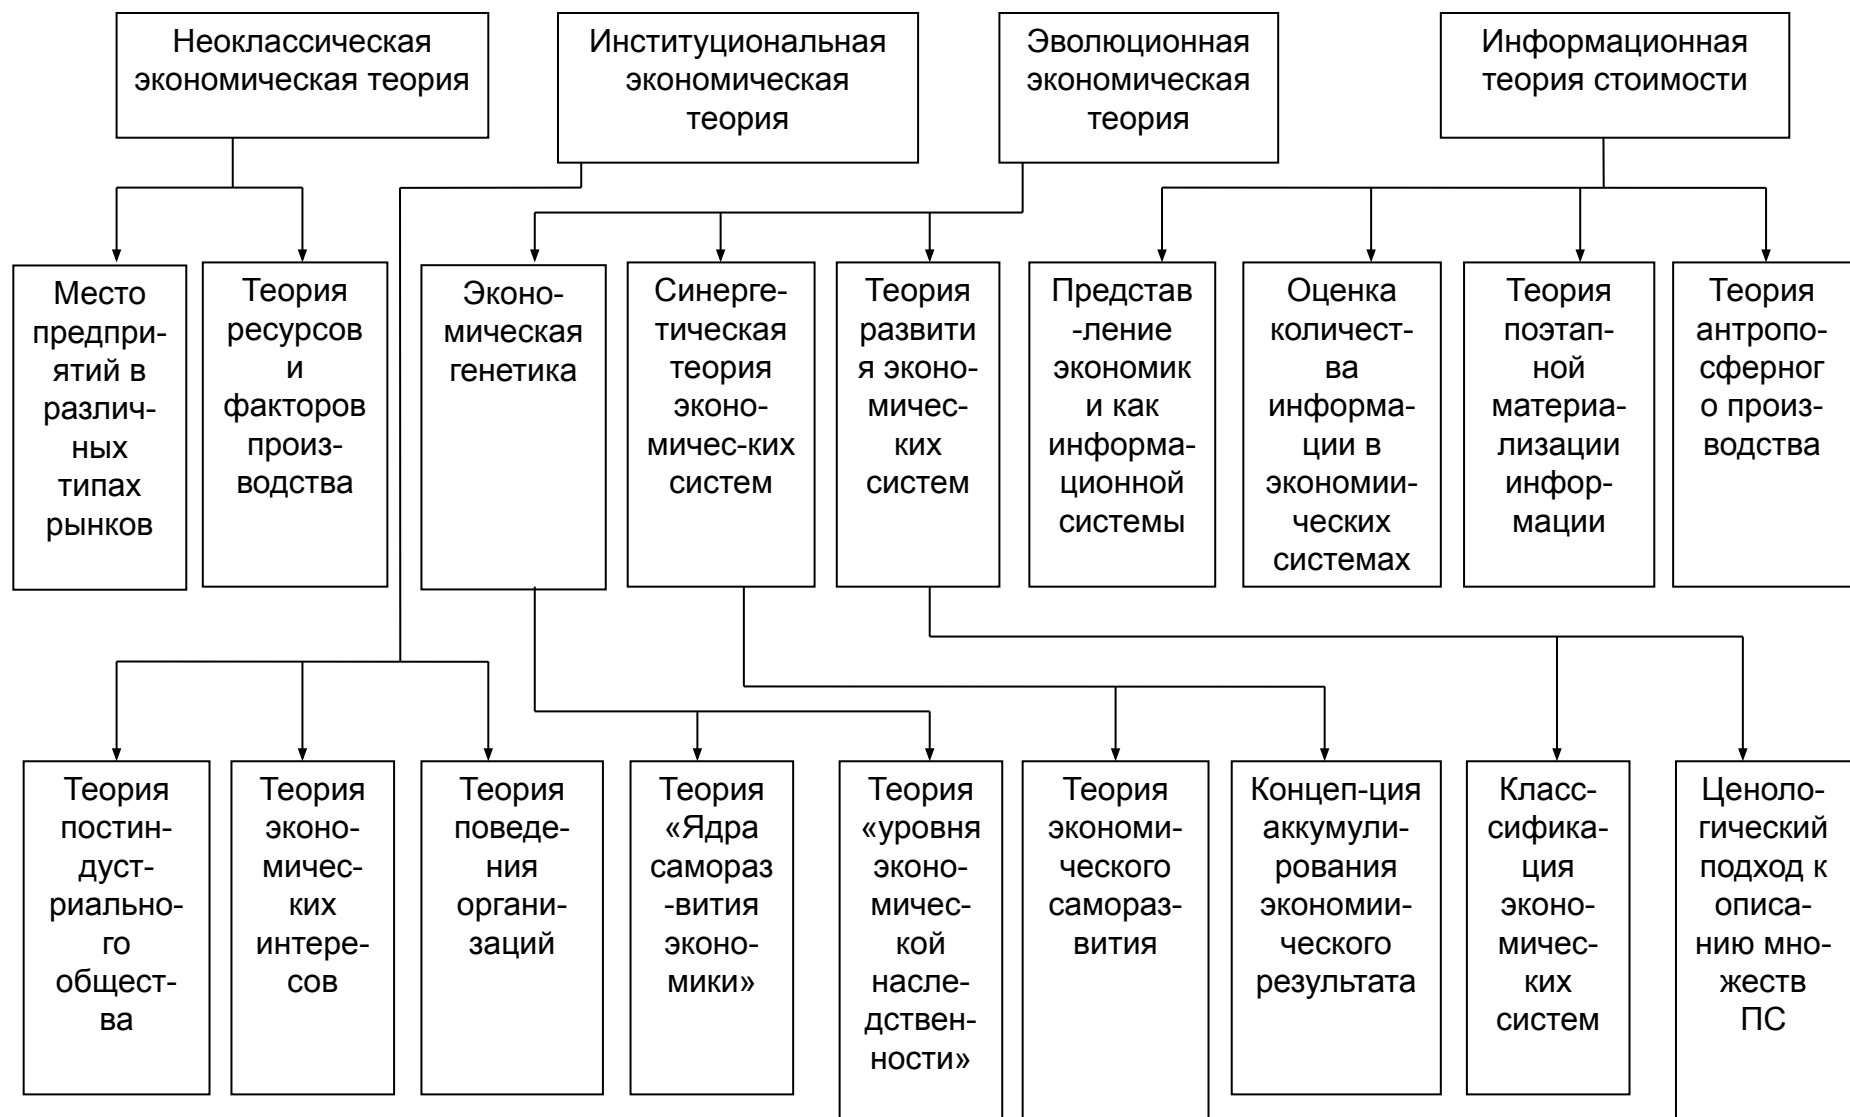 Неоклассическая
экономическая теория
Институциональная
экономическая
теория
Эволюционная
экономическая
теория
Информационная
теория стоимости
Место
предпри-
ятий в
различ-
ных
типах
рынков
Теория
ресурсов
и
факторов
произ-
водства
Эконо-
мическая
генетика
Синерге-
тическая
теория
эконо-
мичес-ких
систем
Теория
развити
я эконо-
мичес-
ких
систем
Представ
-ление
экономик
и как
информа-
ционной
системы
Оценка
количест-
ва
информа-
ции в
экономии-
ческих
системах
Теория
поэтап-
ной
материа-
лизации
инфор-
мации
Теория
антропо-
сферног
о произ-
водства
Теория
постин-
дуст-
риально-
го
общест-
ва
Теория
эконо-
мичес-
ких
интере-
сов
Теория
поведе-
ния
органи-
заций
Теория
«Ядра
самораз
-вития
эконо-
мики»
Теория
«уровня
эконо-
мичес-
кой
насле-
дствен-
ности»
Теория
экономи-
ческого
самораз-
вития
Концеп-ция
аккумули-
рования
экономии-
ческого
результата
Класс-
сифика-
ция
эконо-
мичес-
ких
систем
Ценоло-
гический
подход к
описа-
нию мно-
жеств
ПС